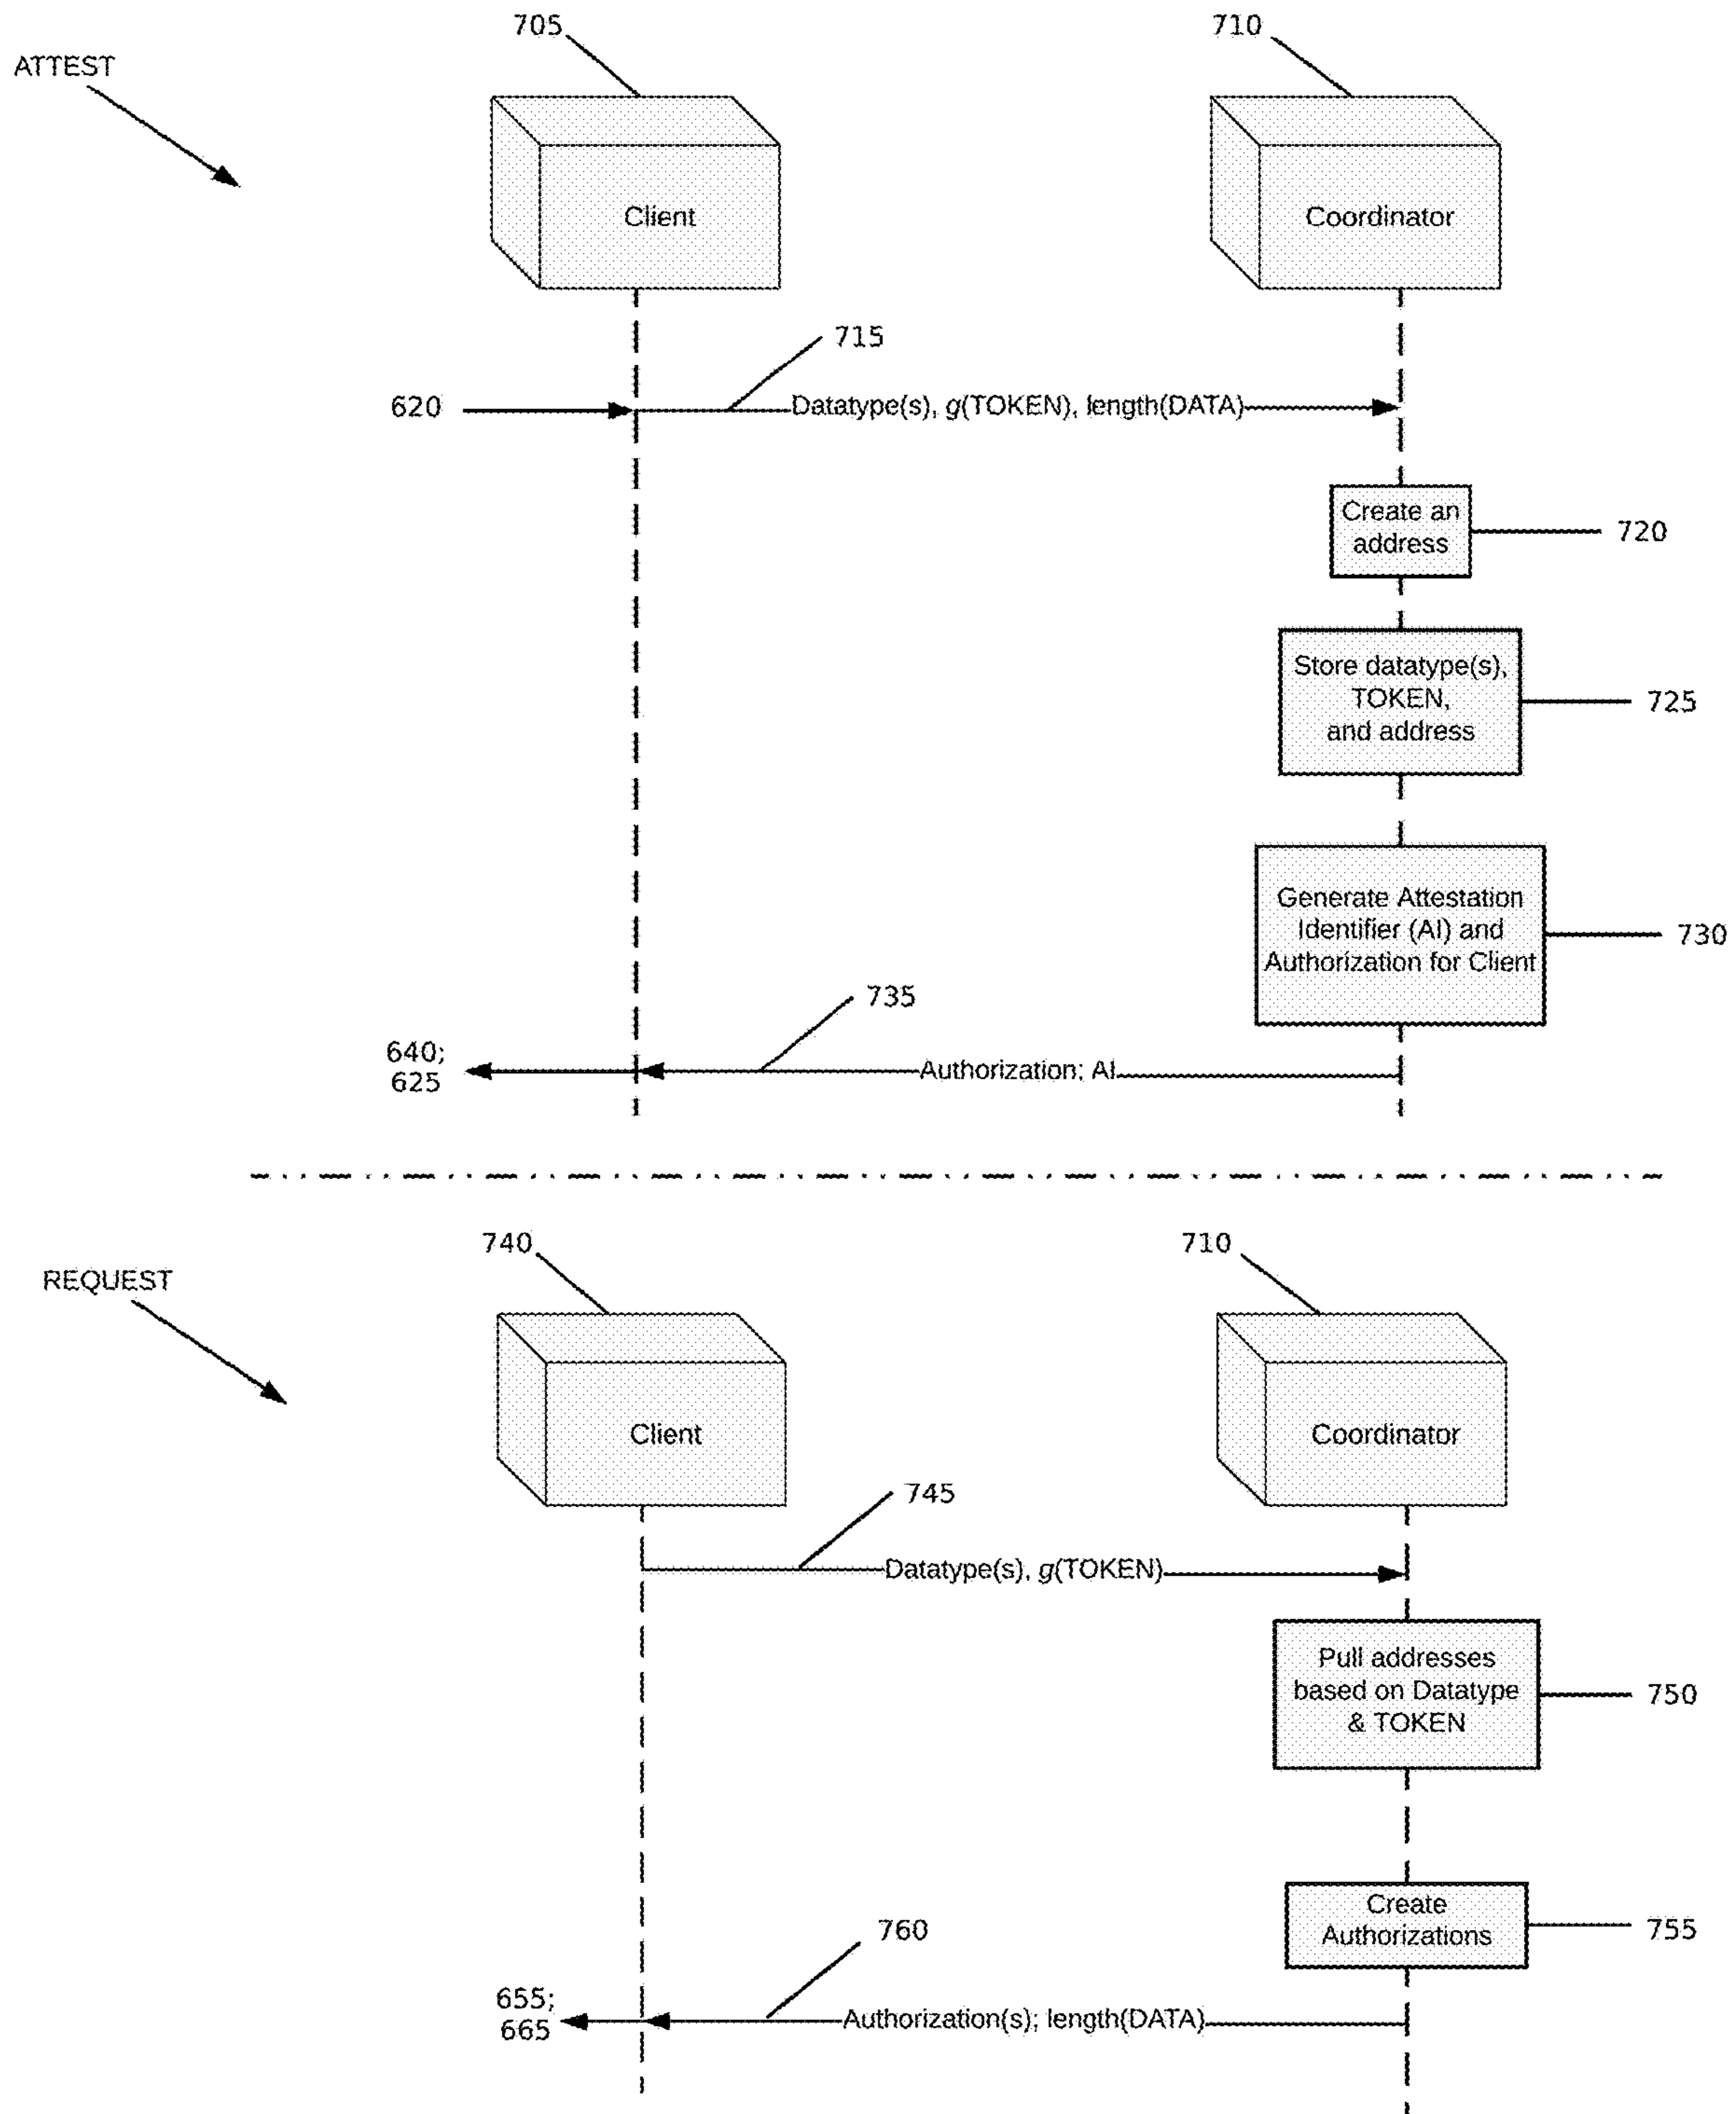 705
710
ATTEST
Client
Coordinator
715
620
Datatype(s), g(TOKEN), length(DATA)
Create an
address
720
Store datatype(s),
TOKEN,
and address
725
Generate Attestation
Identifier (AI) and
Authorization for Client
730
735
640;
625
Authorization; AI
740
710
REQUEST
Client
Coordinator
745
Datatype(s), g(TOKEN)
Pull addresses
based on Datatype
& TOKEN
750
Create
Authorizations
755
760
655;
665
Authorization(s); length(DATA)